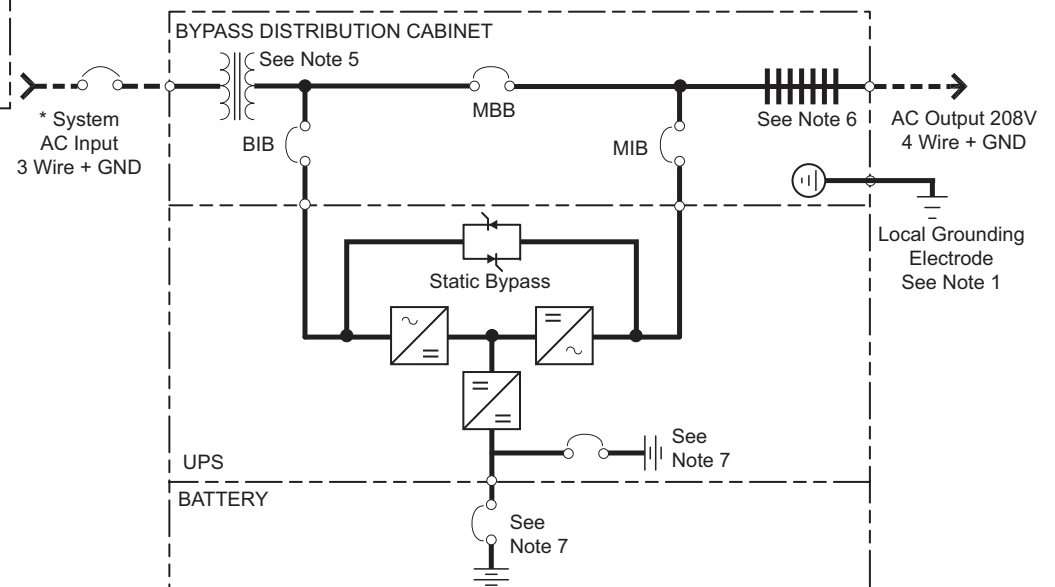 BYPASS DISTRIBUTION CABINET
See Note 5
* System
AC Input
3 Wire + GND
BIB
MBB
MIB
See Note 6
AC Output 208V
4 Wire + GND
Local Grounding
Electrode
See Note 1
Static Bypass
UPS
See
Note 7
BATTERY
See
Note 7